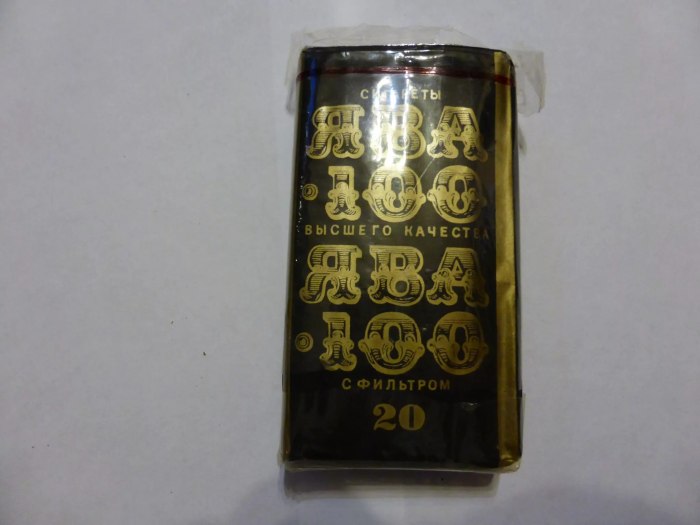 СИГАРЕТЫ
ЯВА
·100
ВЫСШЕГО КАЧЕСТВА
ЯВА
·100
С ФИЛЬТРОМ
20